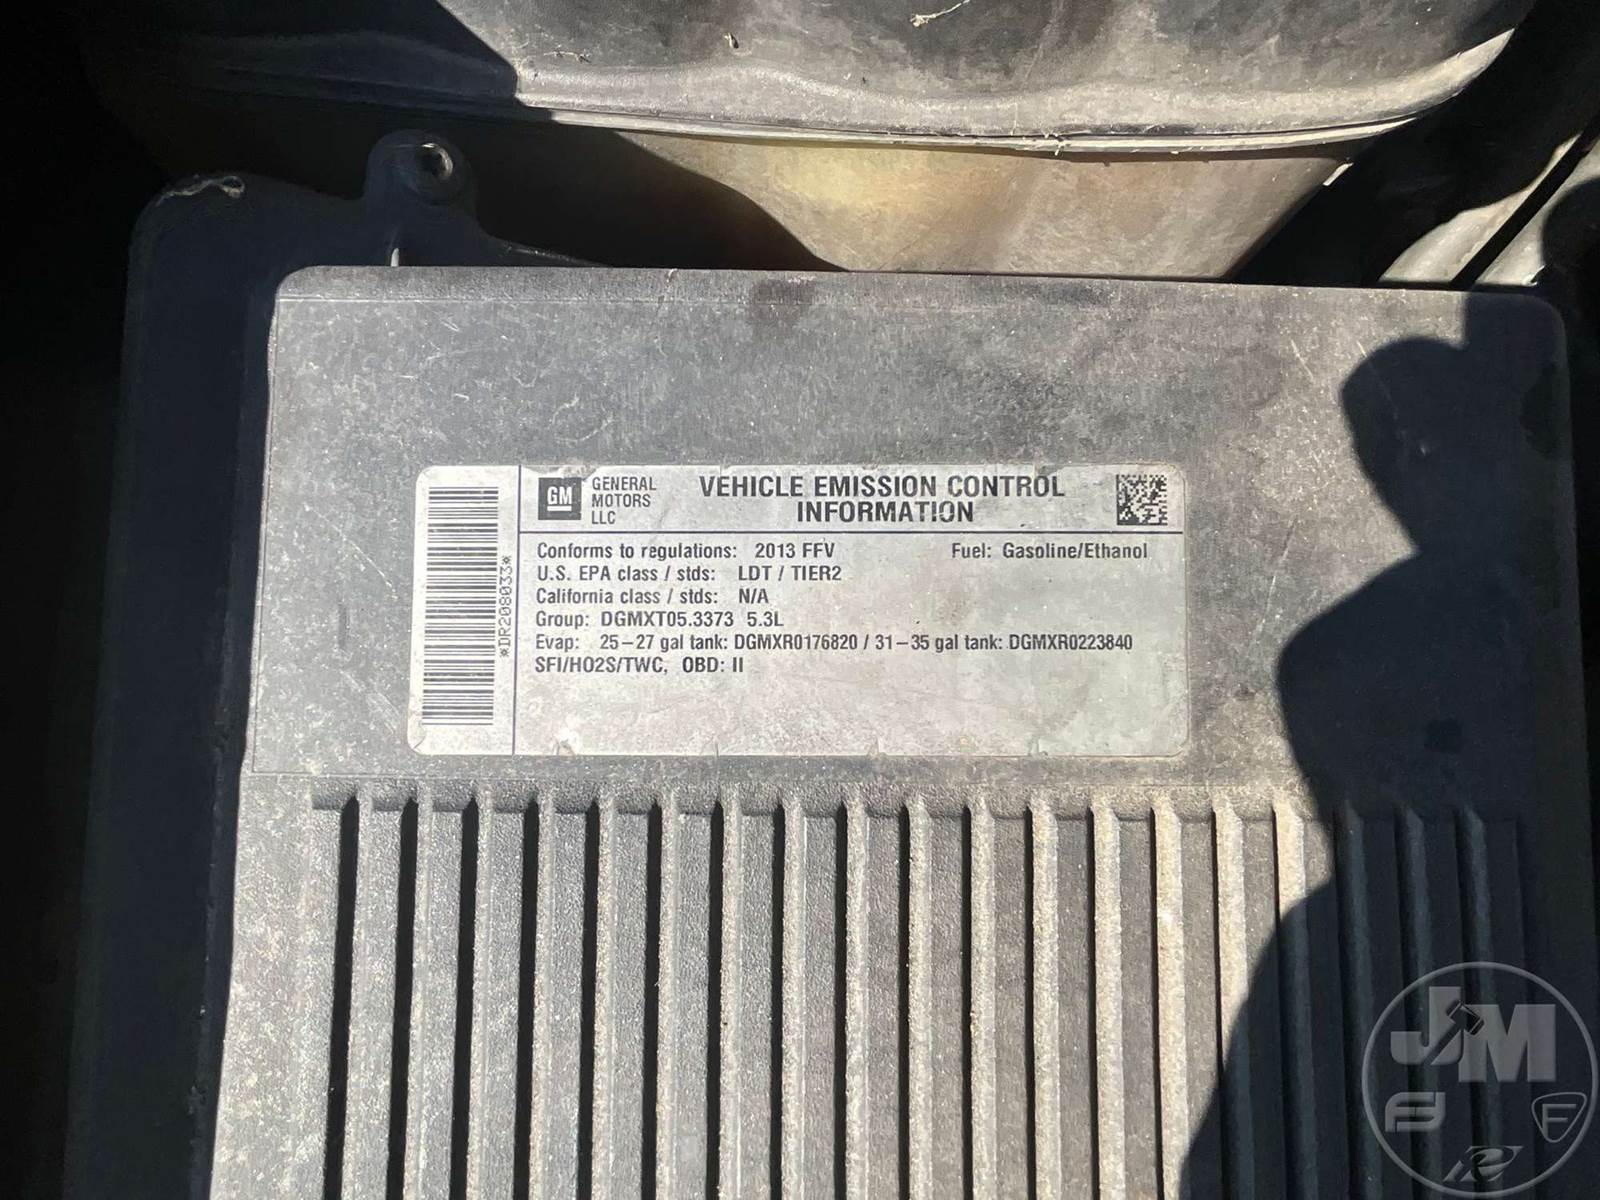 *DR208033*
GM
GENERAL
MOTORS
LLC
VEHICLE EMISSION CONTROL
INFORMATION
Conforms to regulations: 2013 FFV Fuel: Gasoline/Ethanol
U.S. EPA class / stds: LDT / TIER2
California class / stds: N/A
Group: DGMXT05.3373 5.3L
Evap: 25-27 gal tank: DGMXR0176820 / 31-35 gal tank: DGMXR0223840
SFI/HO2S/TWC, OBD: II
J M
F
R